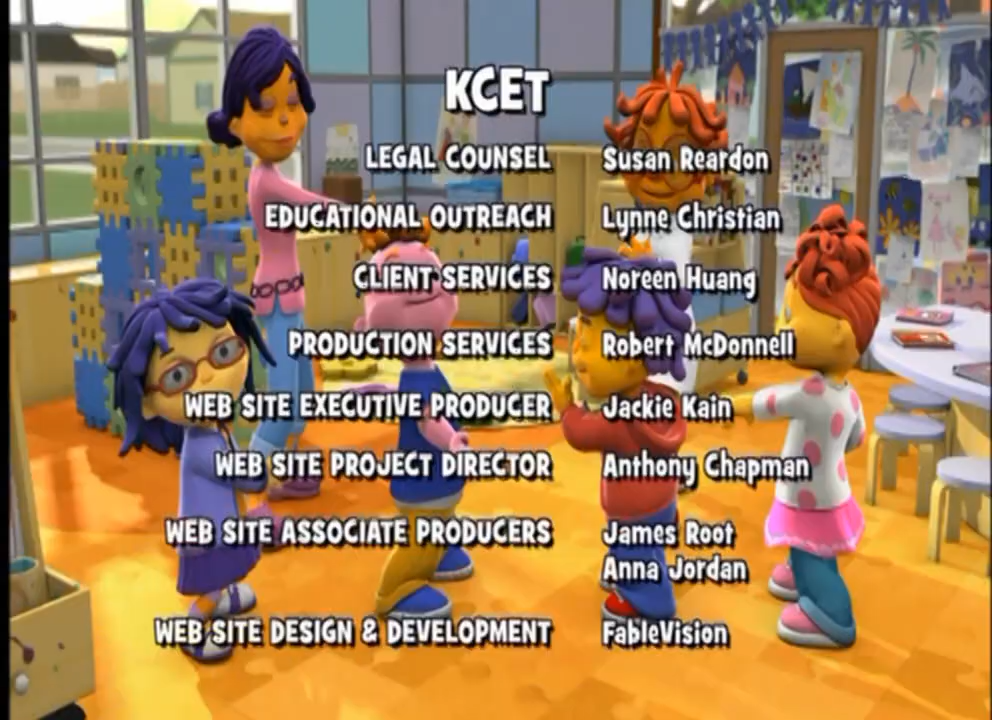 KCET
LEGAL COUNSEL Susan Reardon
EDUCATIONAL OUTREACH Lynne Christian
CLIENT SERVICES Noreen Huang
PRODUCTION SERVICES Robert McDonnell
WEB SITE EXECUTIVE PRODUCER Jackie Kain
WEB SITE PROJECT DIRECTOR Anthony Chapman
WEB SITE ASSOCIATE PRODUCERS James Root
Anna Jordan
WEB SITE DESIGN & DEVELOPMENT FableVision